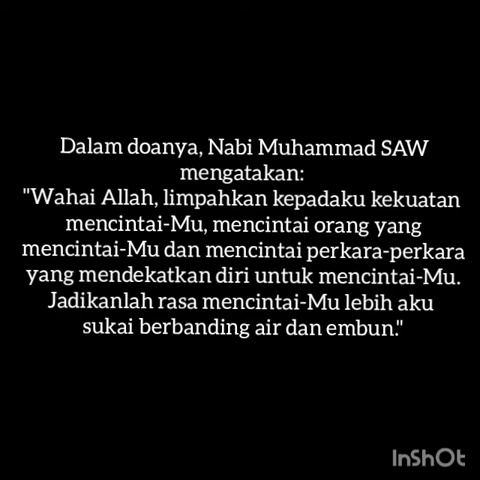 Dalam doanya, Nabi Muhammad SAW
mengatakan:
"Wahai Allah, limpahkan kepadaku kekuatan
mencintai-Mu, mencintai orang yang
mencintai-Mu dan mencintai perkara-perkara
yang mendekatkan diri untuk mencintai-Mu.
Jadikanlah rasa mencintai-Mu lebih aku
sukai berbanding air dan embun."
InShOt